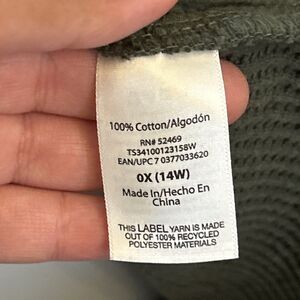 100% Cotton/Algodón
RN# 52469
TS34100123158W
EAN/UPC 7 0377033620
0X (14W)
Made In/Hecho En
China
THIS LABEL YARN IS MADE
OUT OF 100% RECYCLED
POLYESTER MATERIALS